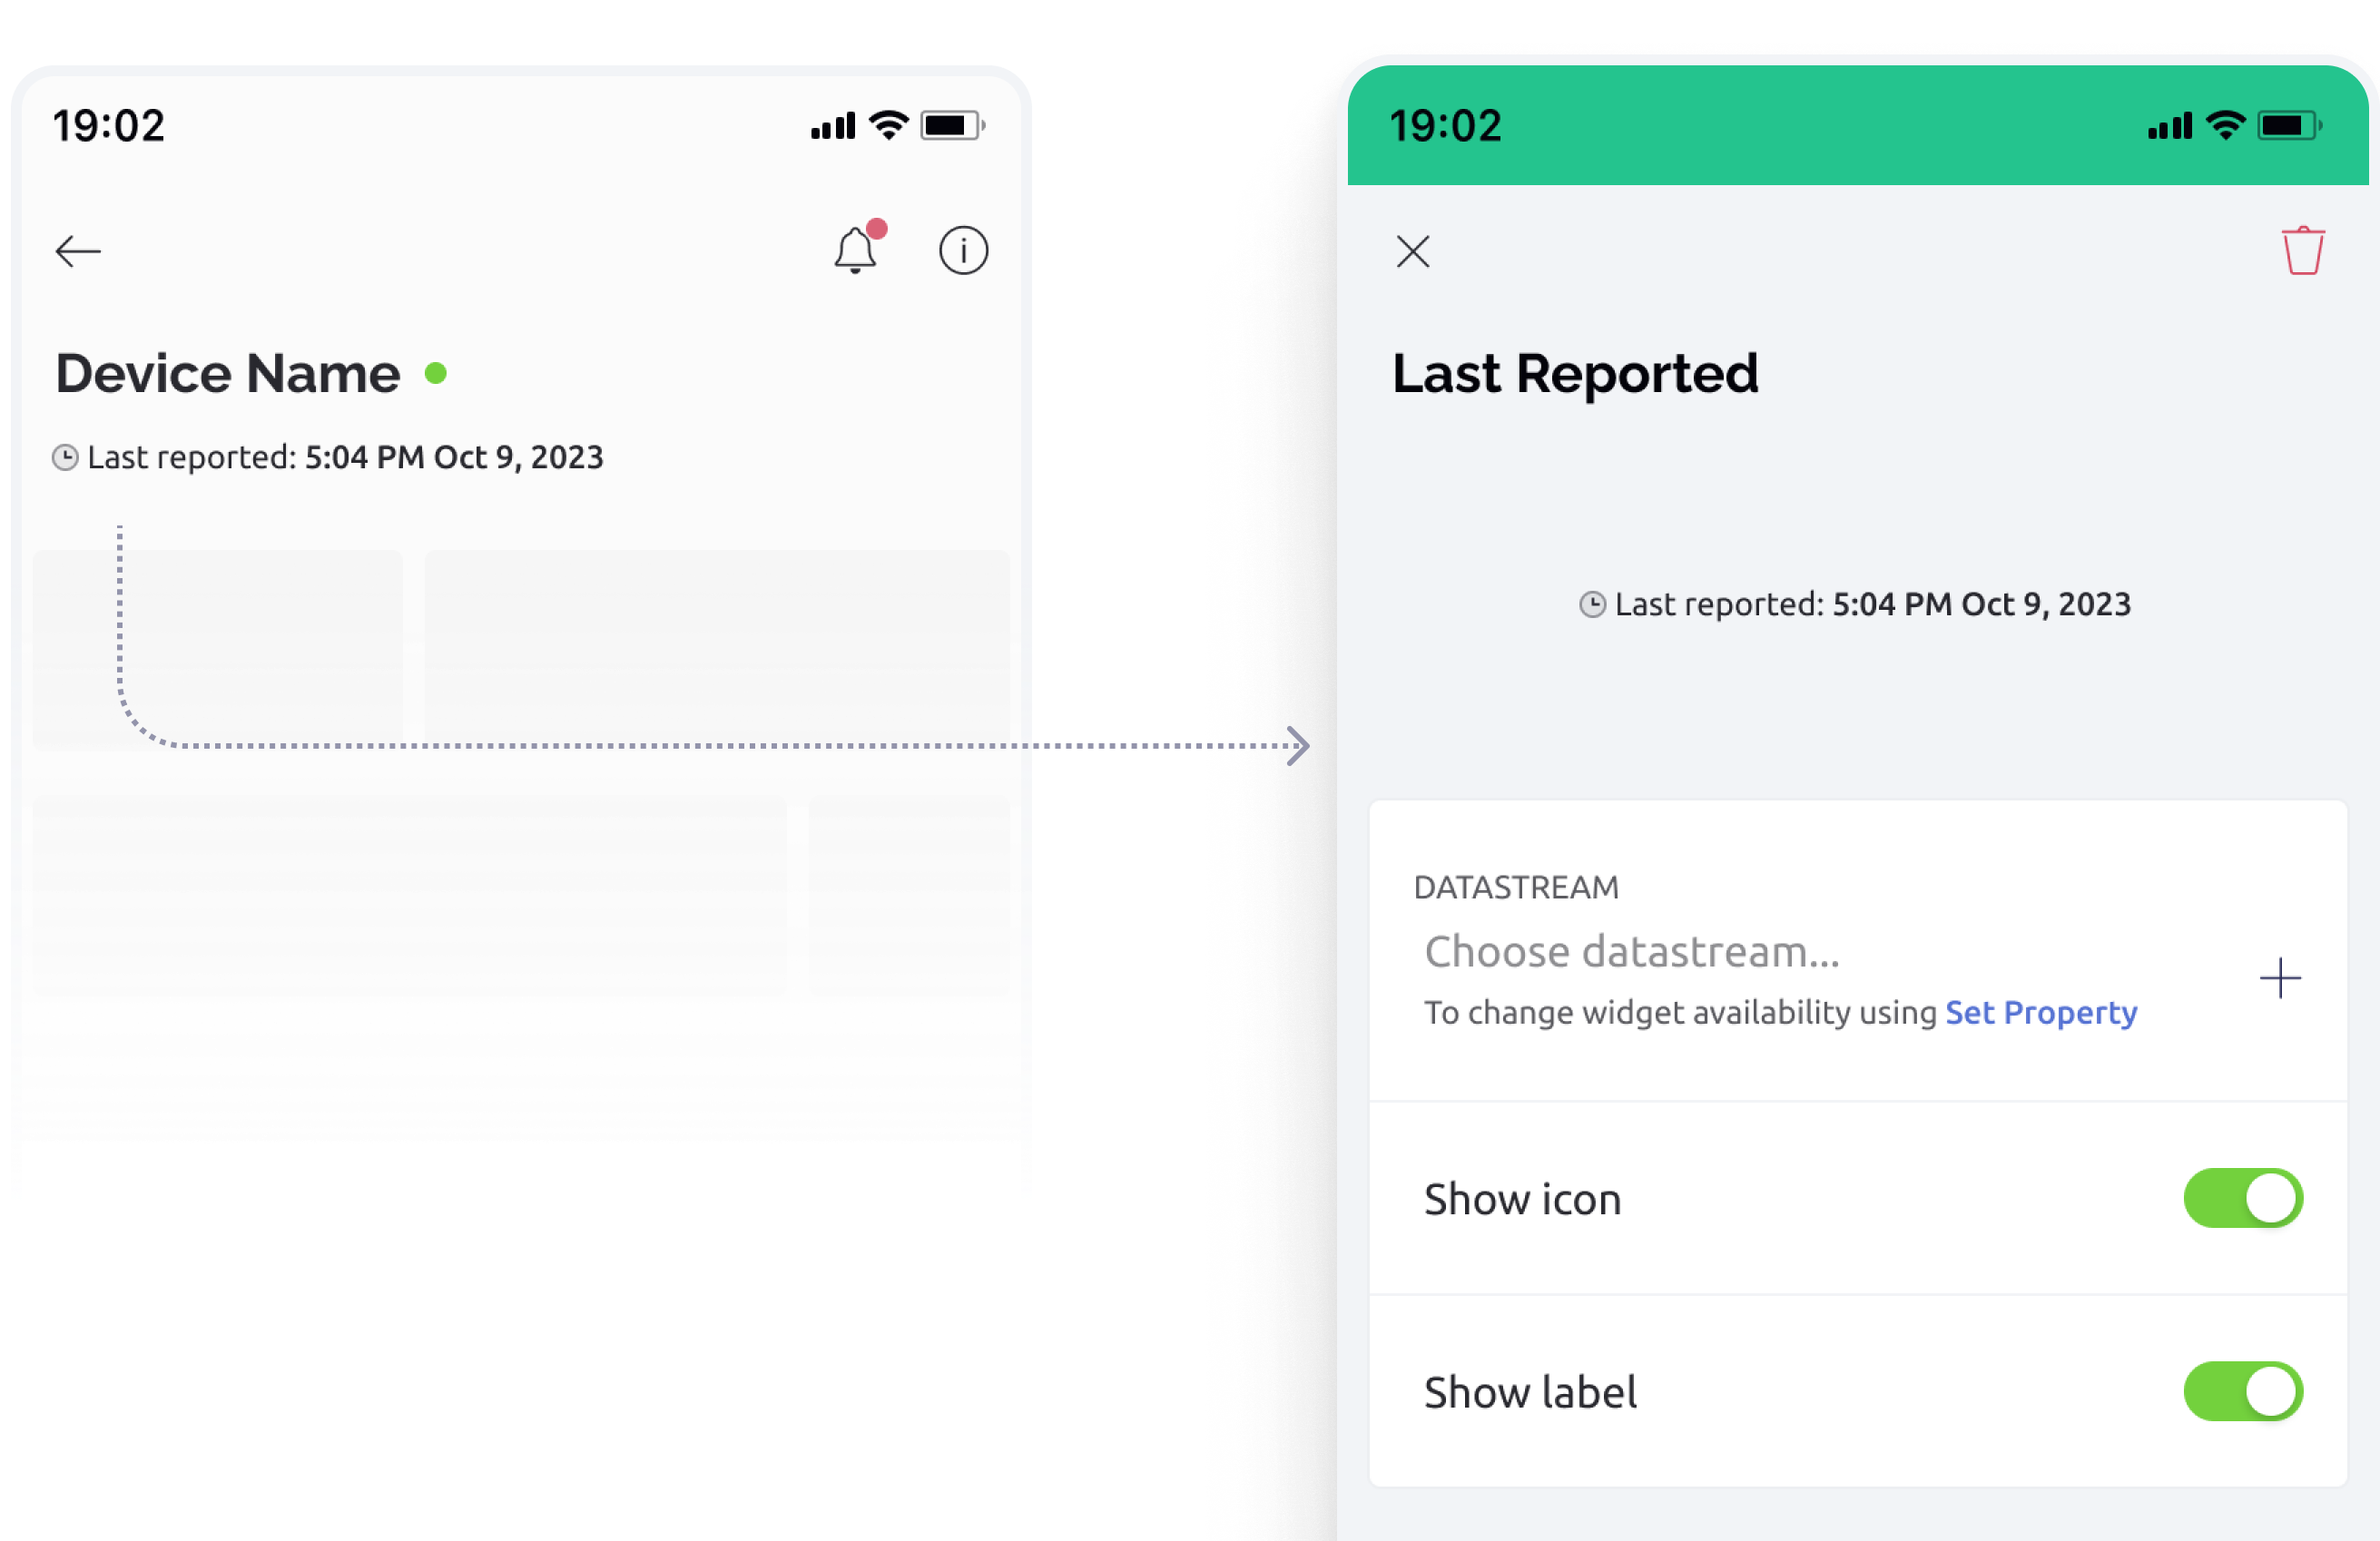 19:02
Device Name
Last reported: 5:04 PM Oct 9, 2023
19:02
Last Reported
Last reported: 5:04 PM Oct 9, 2023
DATASTREAM
Choose datastream...
To change widget availability using Set Property
Show icon
Show label